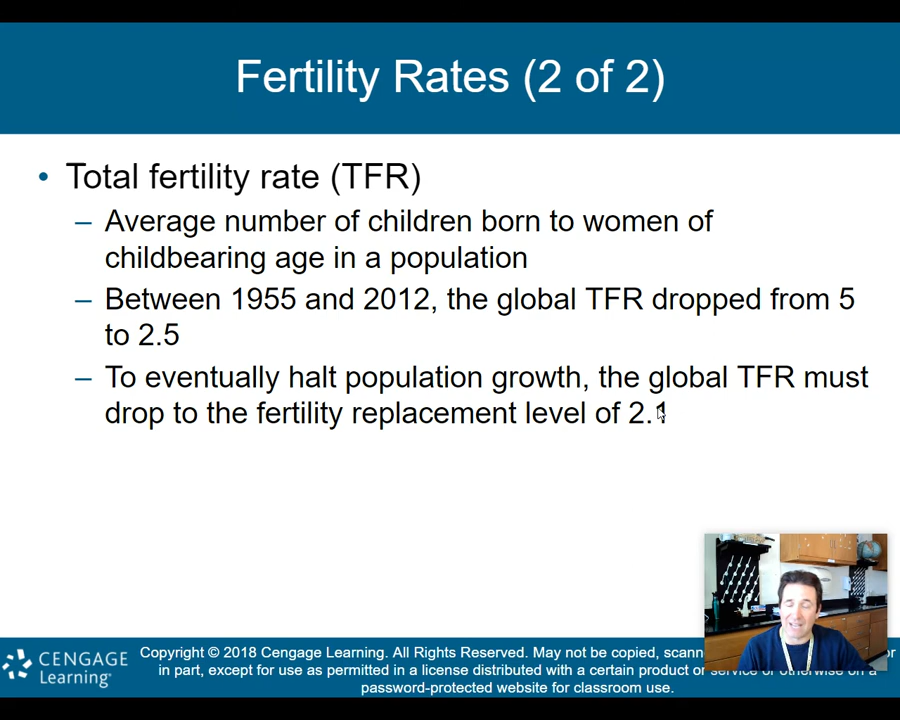 Fertility Rates (2 of 2)
• Total fertility rate (TFR)
– Average number of children born to women of
childbearing age in a population
– Between 1955 and 2012, the global TFR dropped from 5
to 2.5
– To eventually halt population growth, the global TFR must
drop to the fertility replacement level of 2.1
CENGAGE
Learning
Copyright © 2018 Cengage Learning. All Rights Reserved. May not be copied, or
in part, except for use as permitted in a license distributed with a certain product or service or otherwise on a
password-protected website for classroom use.